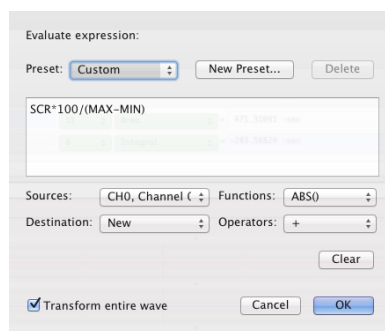 Evaluate expression:
Preset: Custom New Preset... Delete
SCR*100/(MAX-MIN)
Sources: CH0, Channel ( Functions: ABS()
Destination: New Operators: +
Clear
Transform entire wave Cancel OK